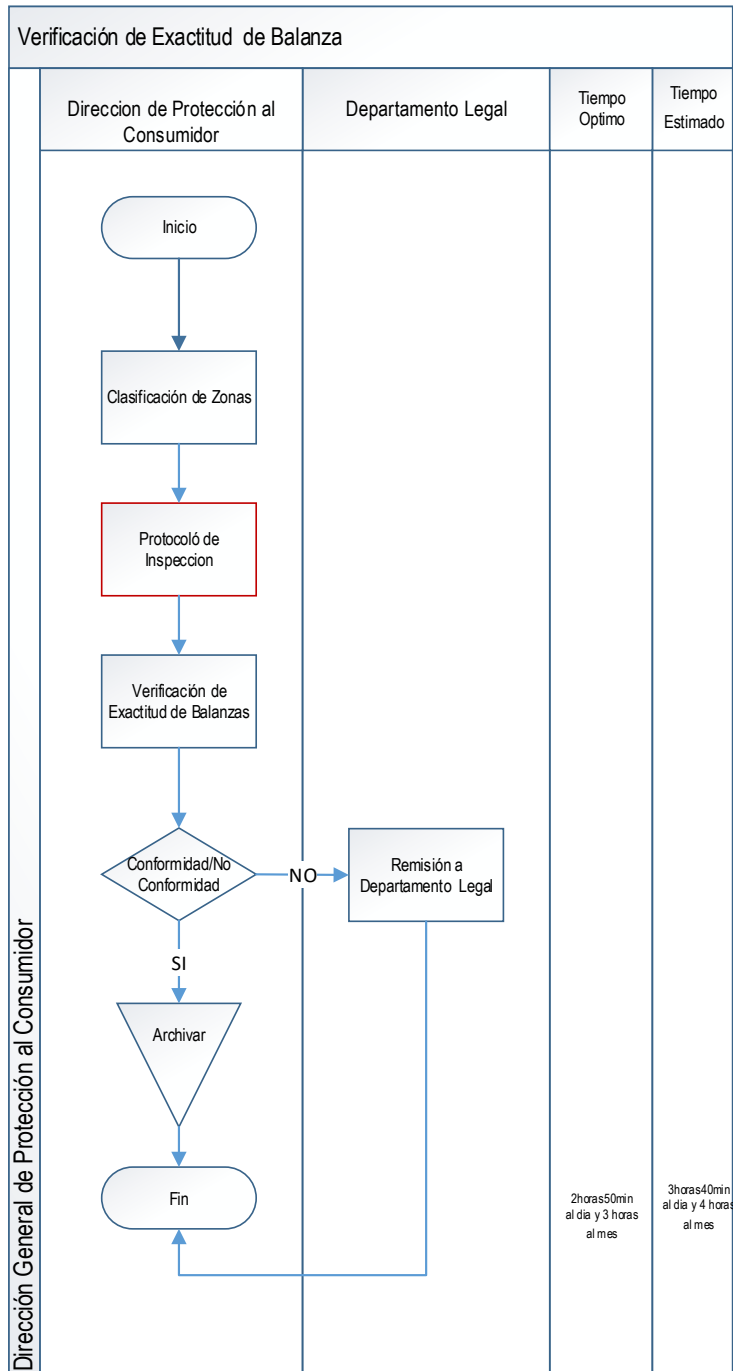 Verificación de Exactitud de Balanza
Direccion de Protección al
Consumidor
Departamento Legal
Tiempo
Optimo
Tiempo
Estimado
Inicio
Clasificación de Zonas
Protocoló de
Inspeccion
Verificación de
Exactitud de Balanzas
Conformidad/No
Conformidad
NO
Remisión a
Departamento Legal
SI
Archivar
Fin
2horas50min
al dia y 3 horas
al mes
3horas40min
al dia y 4 horas
al mes
Dirección General de Protección al Consumidor